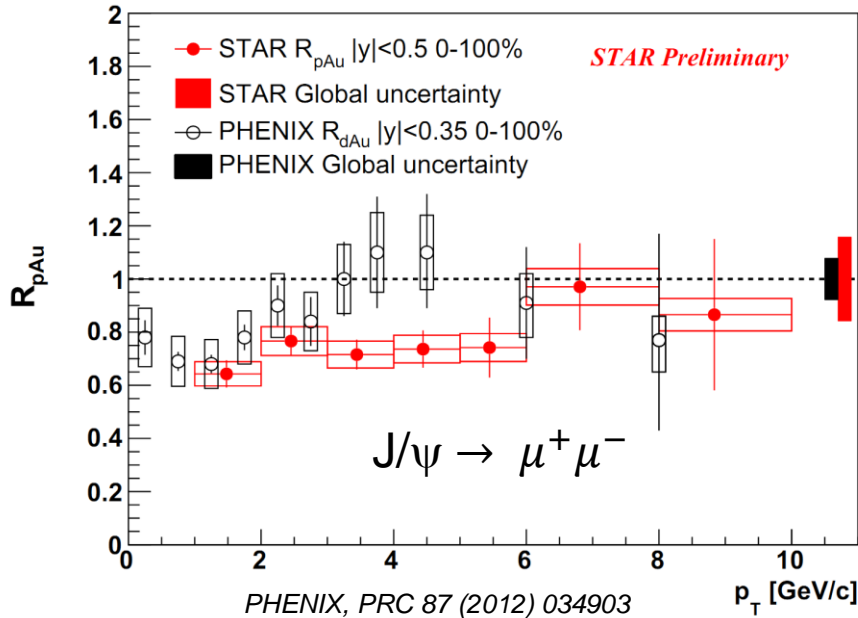 2
STAR R_pAu |y|<0.5 0-100%
STAR Preliminary
1.8
STAR Global uncertainty
1.6
PHENIX R_dAu |y|<0.35 0-100%
PHENIX Global uncertainty
1.4
1.2
1
R_pAu
0.8
0.6
0.4
J/ψ → μ⁺μ⁻
0.2
0
0 2 4 6 8 10
p_T [GeV/c]
PHENIX, PRC 87 (2012) 034903